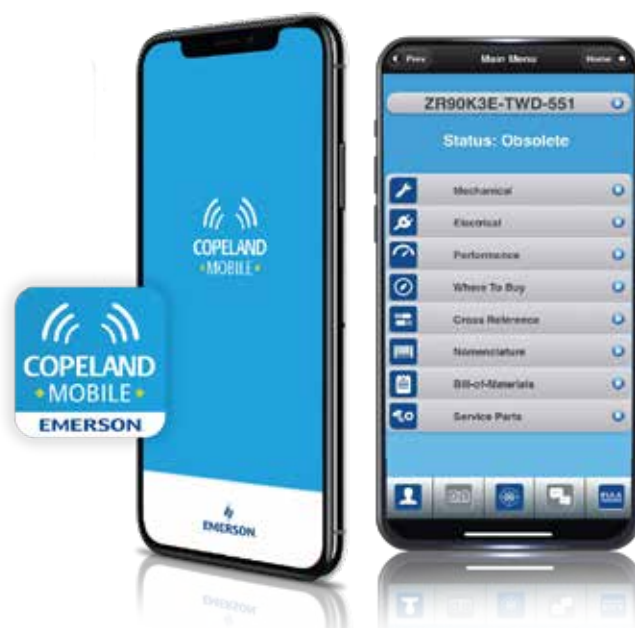 COPELAND
MOBILE
EMERSON
COPELAND
MOBILE
EMERSON
Prev
Main Menu
Home
ZR90K3E-TWD-551
Status: Obsolete
Mechanical
Electrical
Performance
Where To Buy
Cross Reference
Nomenclature
Bill-of-Materials
Service Parts
EULA